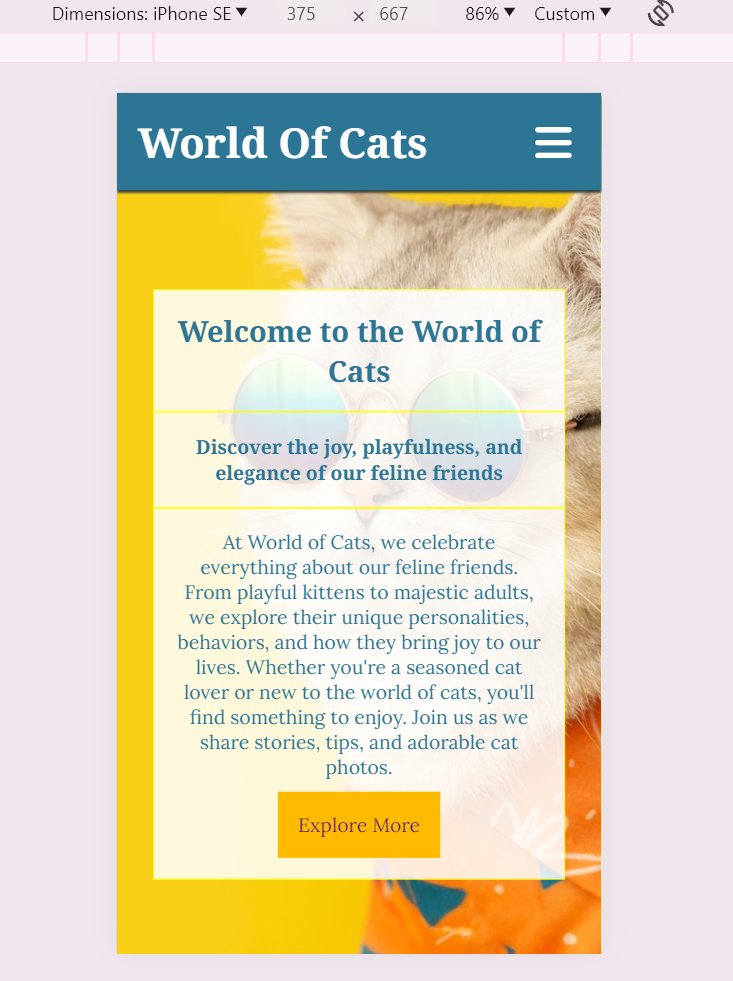 Dimensions: iPhone SE 375 × 667 86% Custom
World Of Cats
Welcome to the World of
Cats
Discover the joy, playfulness, and
elegance of our feline friends
At World of Cats, we celebrate
everything about our feline friends.
From playful kittens to majestic adults,
we explore their unique personalities,
behaviors, and how they bring joy to our
lives. Whether you're a seasoned cat
lover or new to the world of cats, you'll
find something to enjoy. Join us as we
share stories, tips, and adorable cat
photos.
Explore More